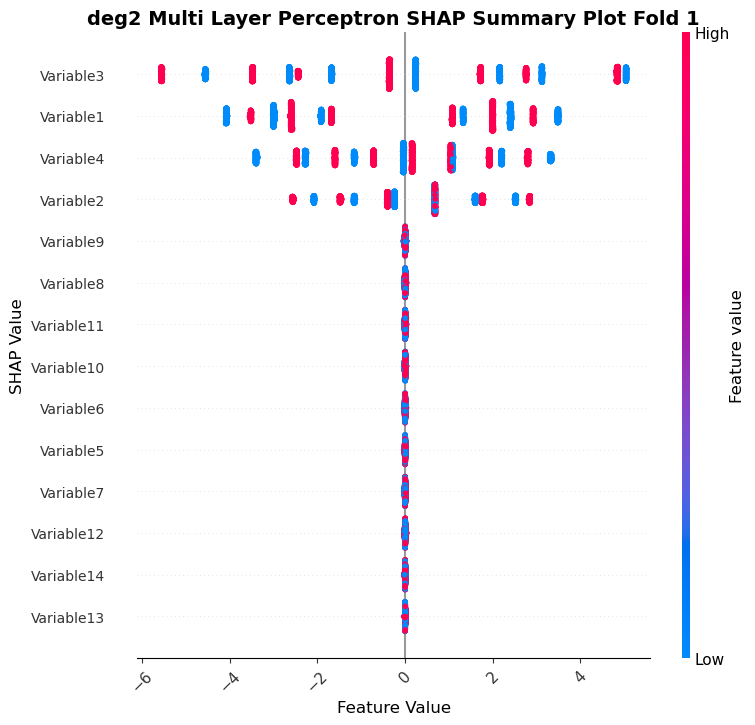 deg2 Multi Layer Perceptron SHAP Summary Plot Fold 1
High
Variable3
Variable1
Variable4
Variable2
Variable9
Variable8
Variable11
Variable10
Variable6
Variable5
Variable7
Variable12
Variable14
Variable13
SHAP Value
Feature value
Low
−6
−4
−2
0
2
4
Feature Value